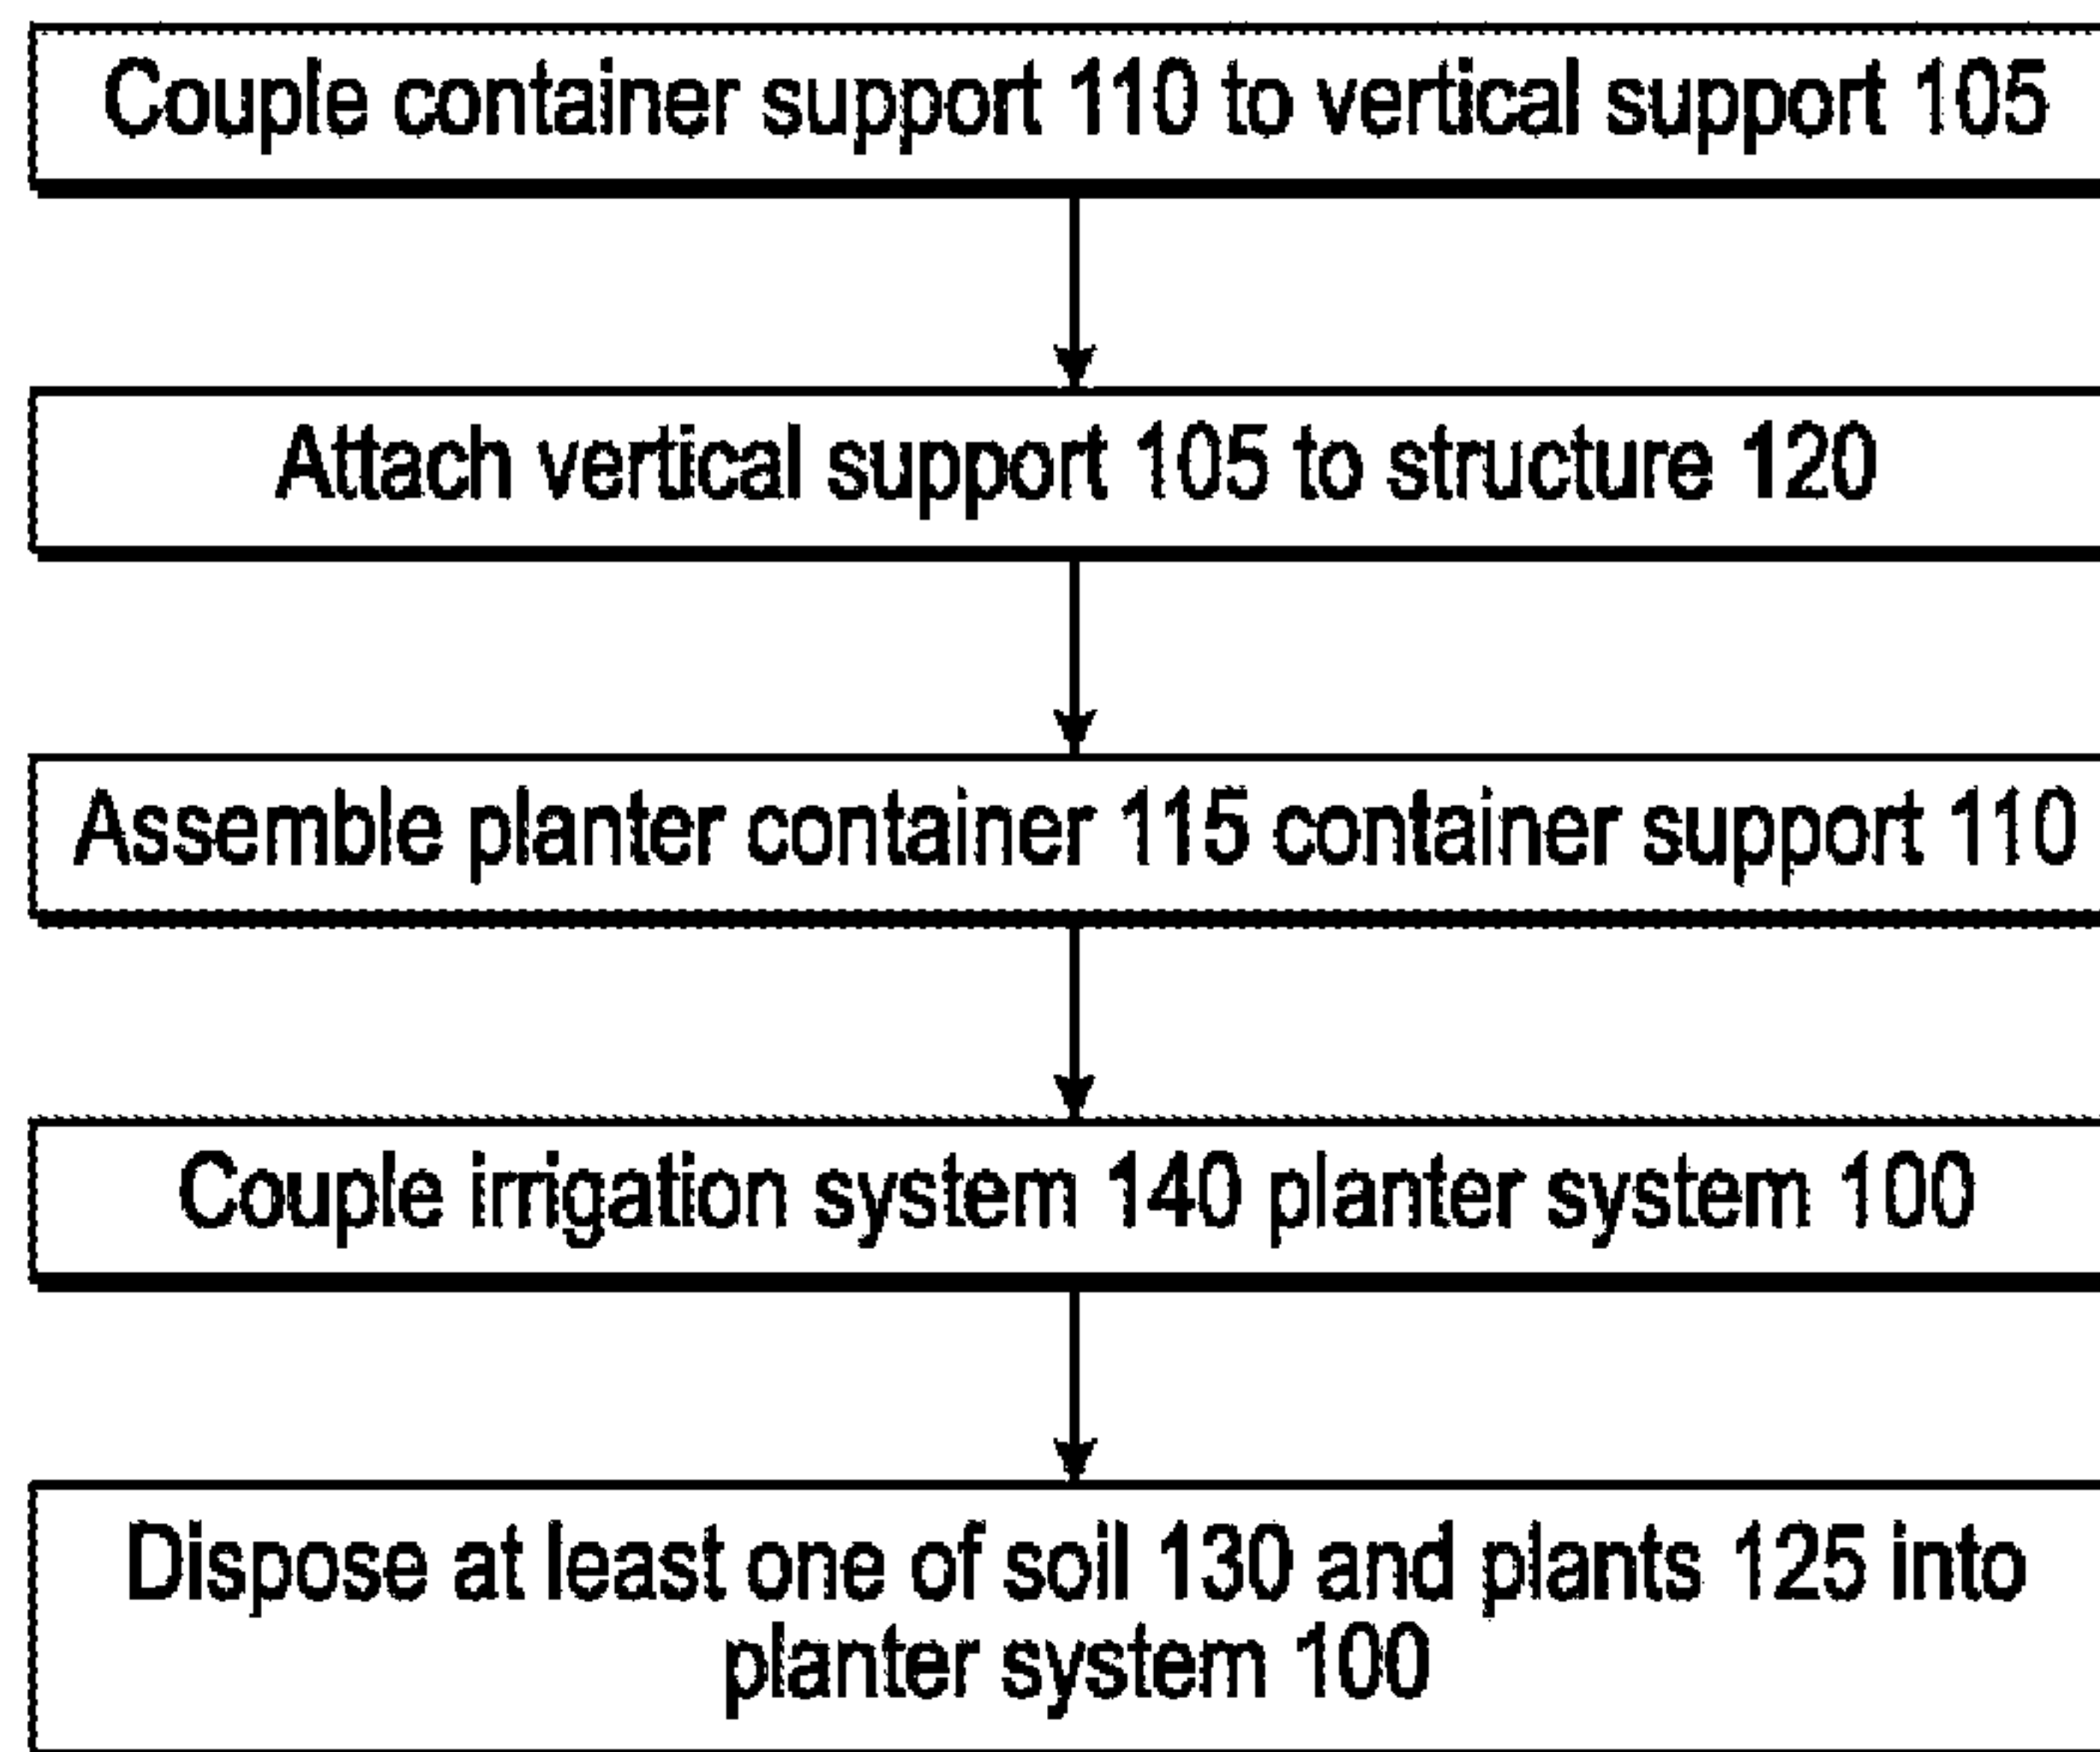 Couple container support 110 to vertical support 105
Attach vertical support 105 to structure 120
Assemble planter container 115 container support 110
Couple irrigation system 140 planter system 100
Dispose at least one of soil 130 and plants 125 into
planter system 100